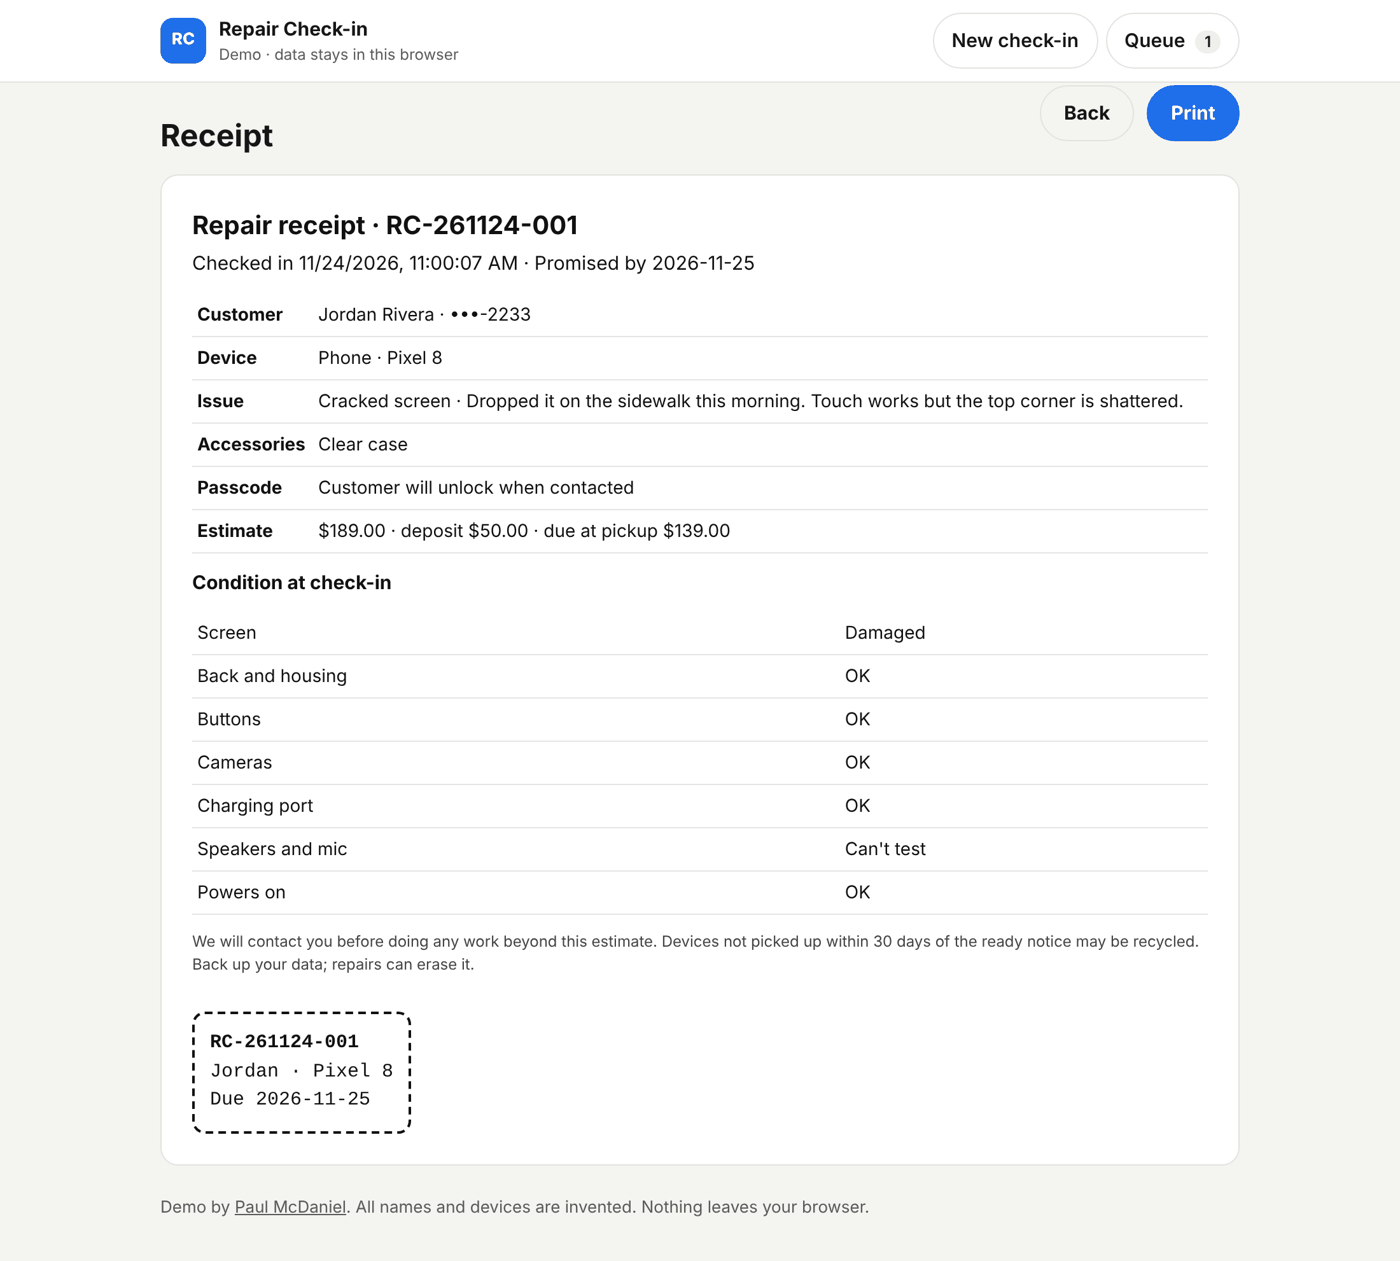 RC
Repair Check-in
Demo · data stays in this browser
New check-in
Queue 1
Receipt
Back
Print
Repair receipt · RC-261124-001
Checked in 11/24/2026, 11:00:07 AM · Promised by 2026-11-25
Customer Jordan Rivera · •••-2233
Device Phone · Pixel 8
Issue Cracked screen · Dropped it on the sidewalk this morning. Touch works but the top corner is shattered.
Accessories Clear case
Passcode Customer will unlock when contacted
Estimate $189.00 · deposit $50.00 · due at pickup $139.00
Condition at check-in
Screen Damaged
Back and housing OK
Buttons OK
Cameras OK
Charging port OK
Speakers and mic Can't test
Powers on OK
We will contact you before doing any work beyond this estimate. Devices not picked up within 30 days of the ready notice may be recycled.
Back up your data; repairs can erase it.
RC-261124-001
Jordan · Pixel 8
Due 2026-11-25
Demo by Paul McDaniel. All names and devices are invented. Nothing leaves your browser.